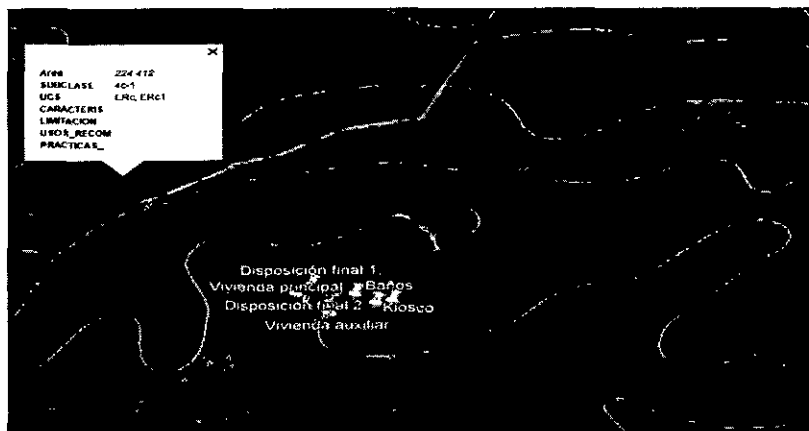 Area 224.412
SUBCLASE 4c-1
UCS ERc, ERc1
CARACTERIS
LIMITACION
USOS_RECOM
PRACTICAS_
Disposición final 1.
Vivienda principal Baños
Disposición final 2 Kiosco
Vivienda auxiliar